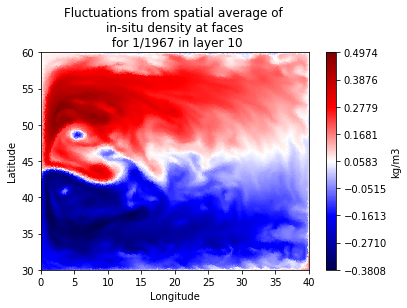 Fluctuations from spatial average of
in-situ density at faces
for 1/1967 in layer 10
60
55
50
45
40
35
30
Latitude
0 5 10 15 20 25 30 35 40
Longitude
0.4974
0.3876
0.2779
0.1681
0.0583
−0.0515
−0.1613
−0.2710
−0.3808
kg/m3